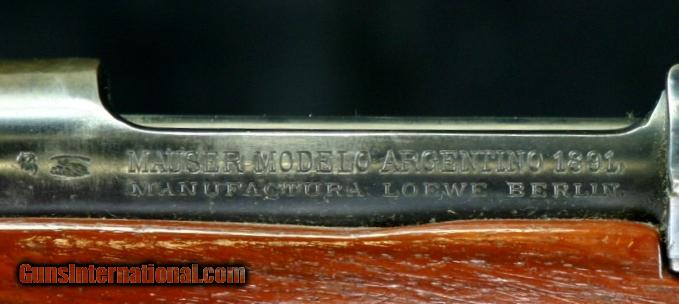 MAUSER MODELO ARGENTINO 1891,
MANUFACTURA LOEWE BERLIN.
GunsInternational.com